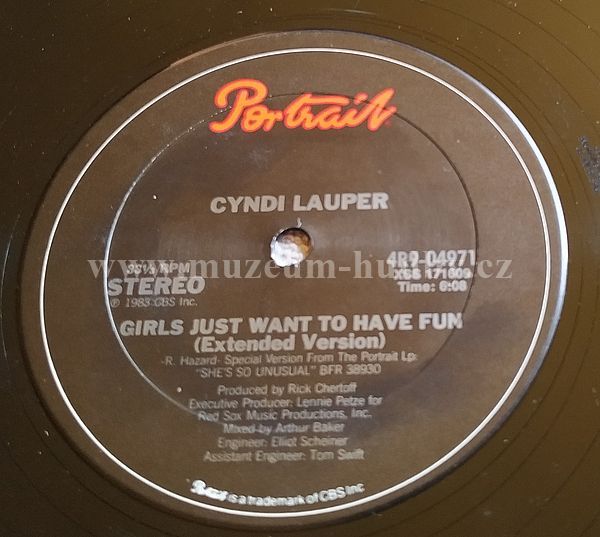 Portrait
CYNDI LAUPER
33⅓ RPM
STEREO
℗ 1983 CBS Inc.
4R9-04971
XSS 171609
Time: 6:08
www.muzeum-hudby.cz
GIRLS JUST WANT TO HAVE FUN
(Extended Version)
-R. Hazard- Special Version From The Portrait Lp:
"SHE'S SO UNUSUAL" BFR 38930
Produced by Rick Chertoff
Executive Producer: Lennie Petze for
Red Sox Music Productions, Inc.
Mixed by Arthur Baker
Engineer: Elliot Scheiner
Assistant Engineer: Tom Swift
Portrait is a trademark of CBS Inc.